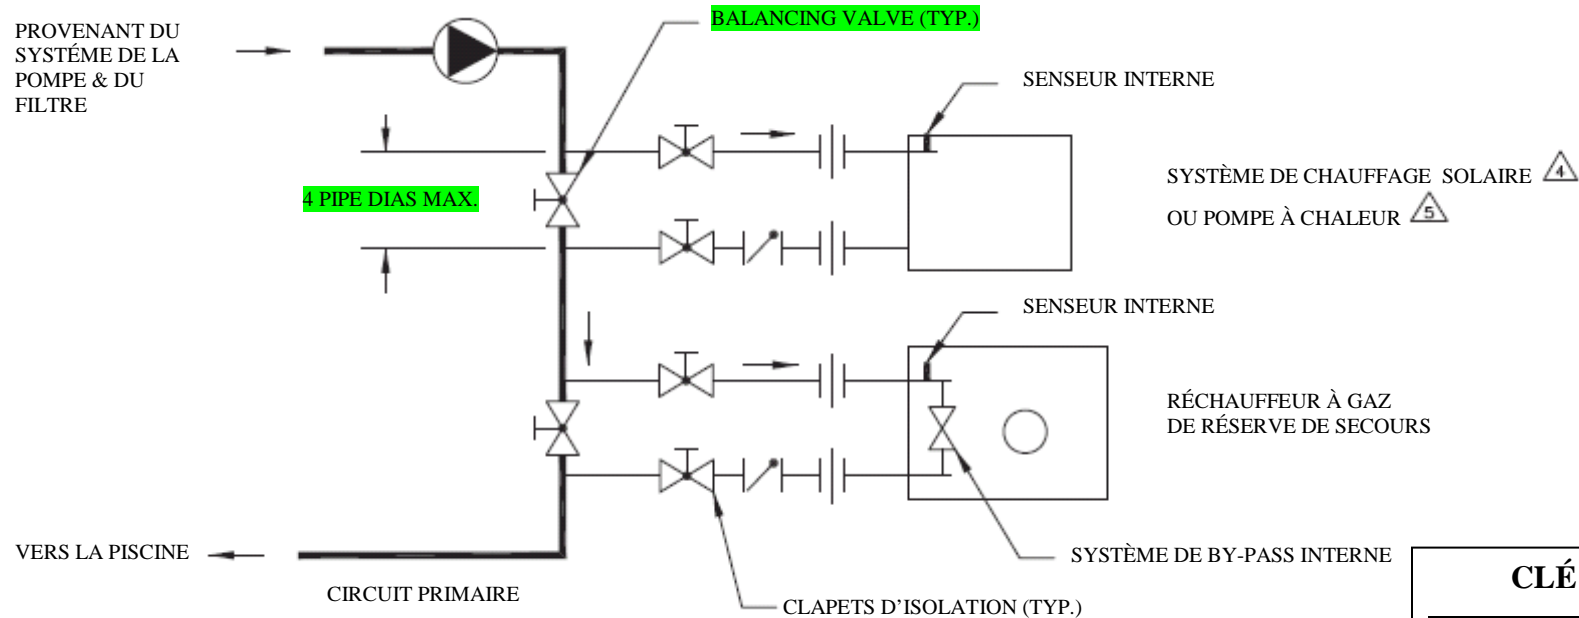 PROVENANT DU
SYSTÉME DE LA
POMPE & DU
FILTRE
BALANCING VALVE (TYP.)
SENSEUR INTERNE
4 PIPE DIAS MAX.
SYSTÈME DE CHAUFFAGE SOLAIRE 4
OU POMPE À CHALEUR 5
SENSEUR INTERNE
RÉCHAUFFEUR À GAZ
DE RÉSERVE DE SECOURS
VERS LA PISCINE
SYSTÈME DE BY-PASS INTERNE
CIRCUIT PRIMAIRE
CLAPETS D'ISOLATION (TYP.)
CLÉ